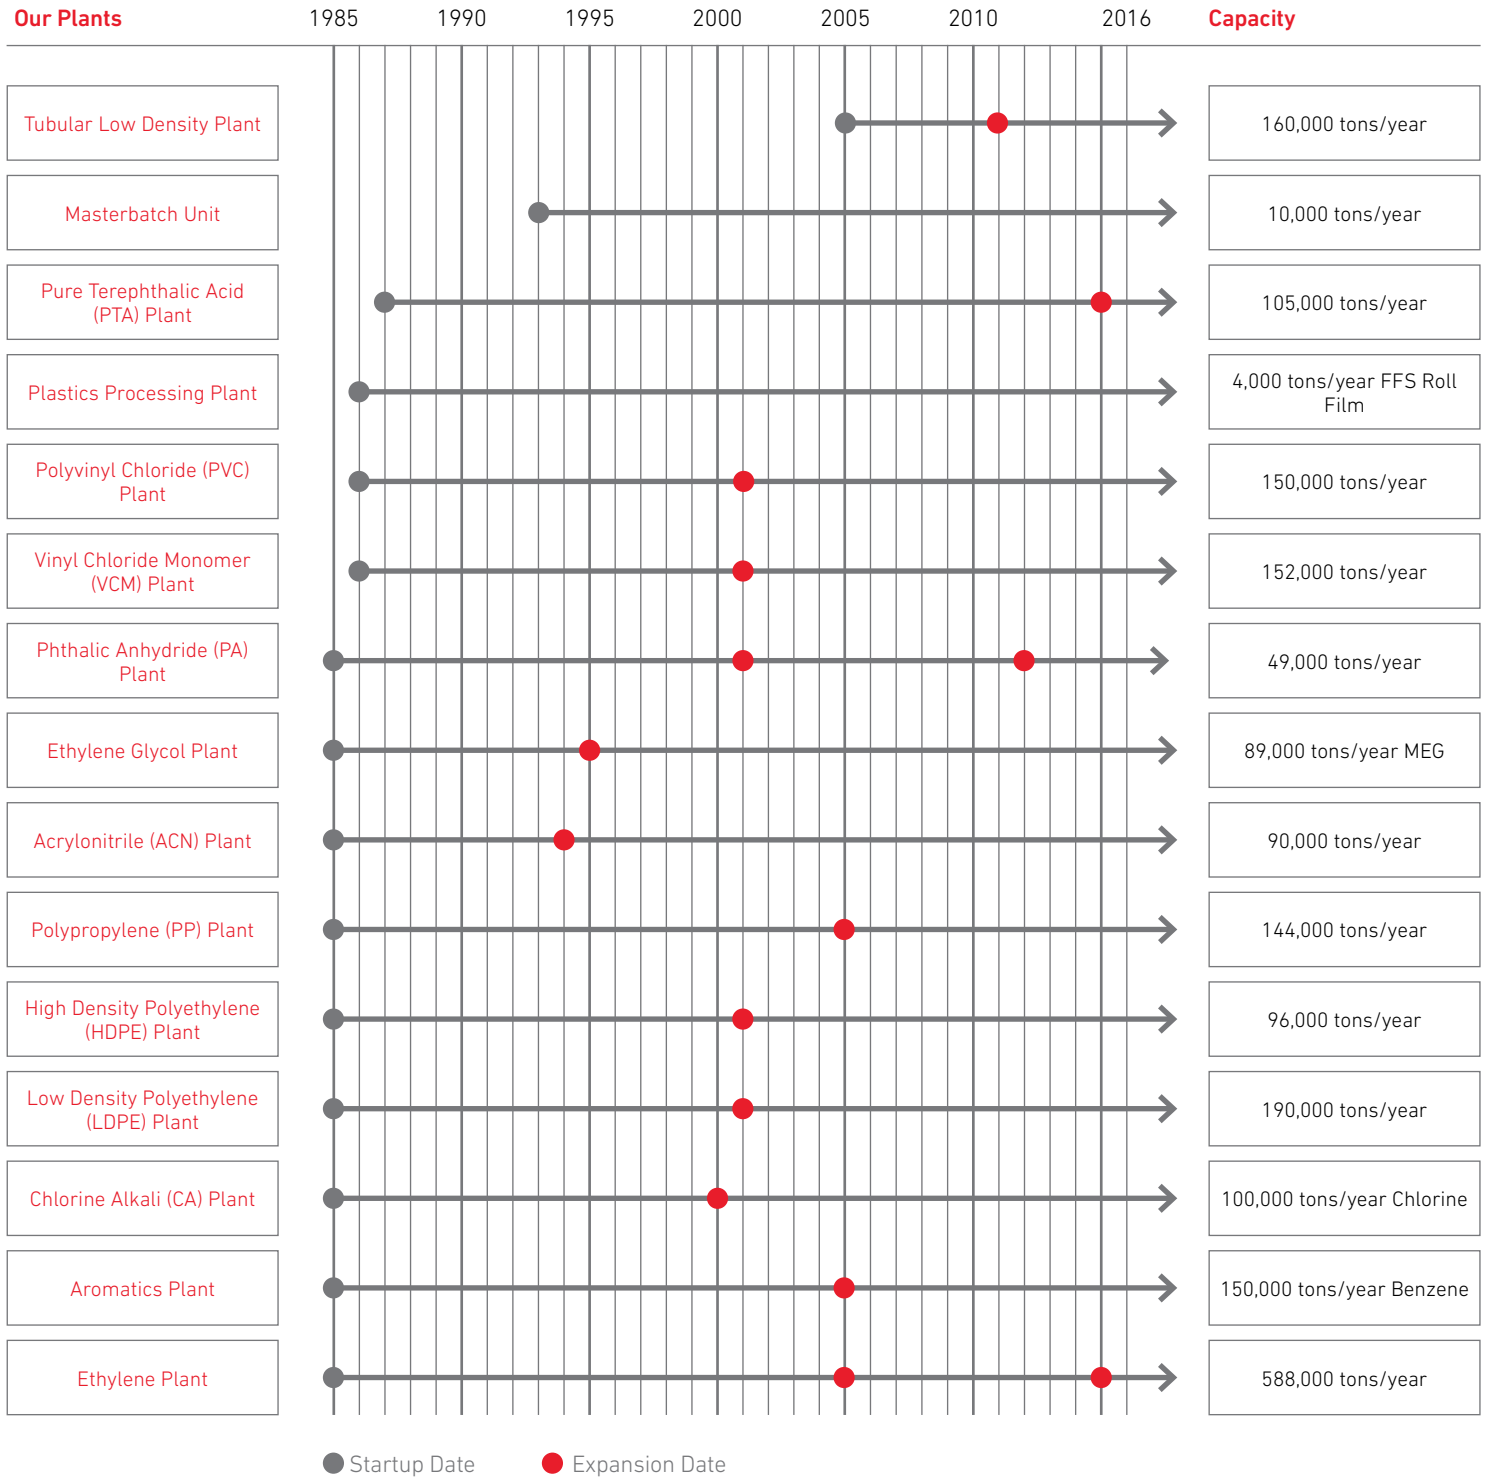 Our Plants 1985 1990 1995 2000 2005 2010 2016 Capacity
Tubular Low Density Plant 160,000 tons/year
Masterbatch Unit 10,000 tons/year
Pure Terephthalic Acid
(PTA) Plant
105,000 tons/year
Plastics Processing Plant
4,000 tons/year FFS Roll
Film
Polyvinyl Chloride (PVC)
Plant
150,000 tons/year
Vinyl Chloride Monomer
(VCM) Plant
152,000 tons/year
Phthalic Anhydride (PA)
Plant
49,000 tons/year
Ethylene Glycol Plant 89,000 tons/year MEG
Acrylonitrile (ACN) Plant 90,000 tons/year
Polypropylene (PP) Plant 144,000 tons/year
High Density Polyethylene
(HDPE) Plant
96,000 tons/year
Low Density Polyethylene
(LDPE) Plant
190,000 tons/year
Chlorine Alkali (CA) Plant 100,000 tons/year Chlorine
Aromatics Plant 150,000 tons/year Benzene
Ethylene Plant 588,000 tons/year
Startup Date Expansion Date